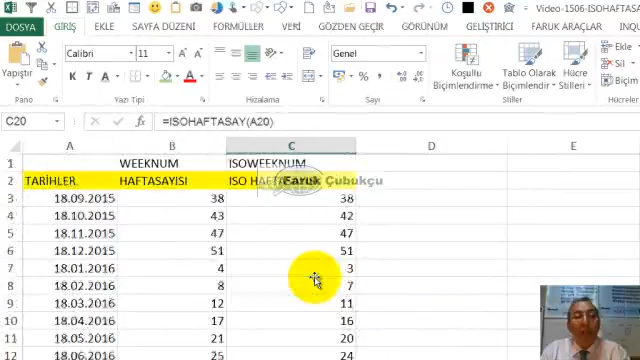 Video-1506-ISOHAFTASA
DOSYA GİRİŞ EKLE SAYFA DÜZENİ FORMÜLLER VERİ GÖZDEN GEÇİR GÖRÜNÜM GELİŞTİRİCİ FARUK ARAÇLAR INQUIRE
Calibri 11 Genel Ekle
Yapıştır Koşullu Tablo Olarak Hücre Sil
Biçimlendirme Biçimlendir Stilleri Biçim
Pano Yazı Tipi Hizalama Sayı Stiller Hücre
C20 =ISOHAFTASAY(A20)
A B C D E
1 WEEKNUM ISOWEEKNUM
2 TARİHLER HAFTASAYISI ISO Faruk Çubukçu
3 18.09.2015 38 38
4 18.10.2015 43 42
5 18.11.2015 47 47
6 18.12.2015 51 51
7 18.01.2016 4 3
8 18.02.2016 8 7
9 18.03.2016 12 11
10 18.04.2016 17 16
11 18.05.2016 21 20
12 18.06.2016 25 24